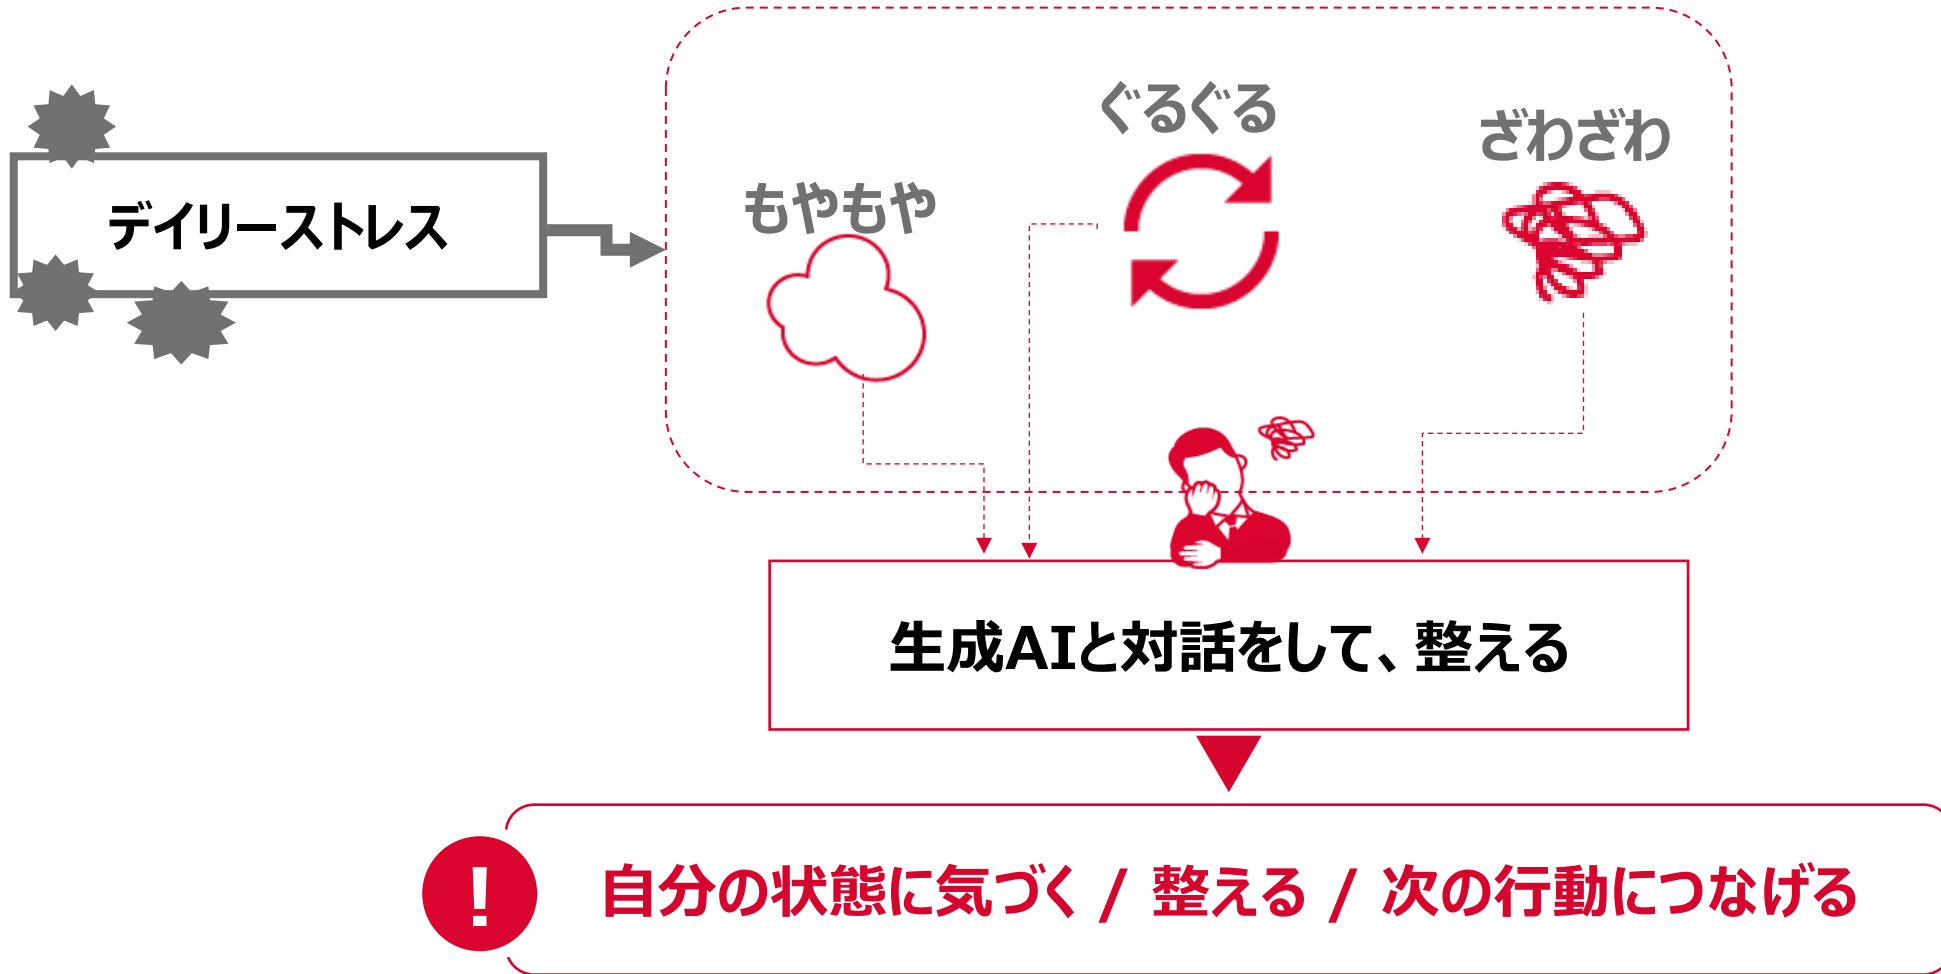 ぐるぐる
ざわざわ
もやもや
デイリーストレス
生成AIと対話をして、整える
!
自分の状態に気づく / 整える / 次の行動につなげる